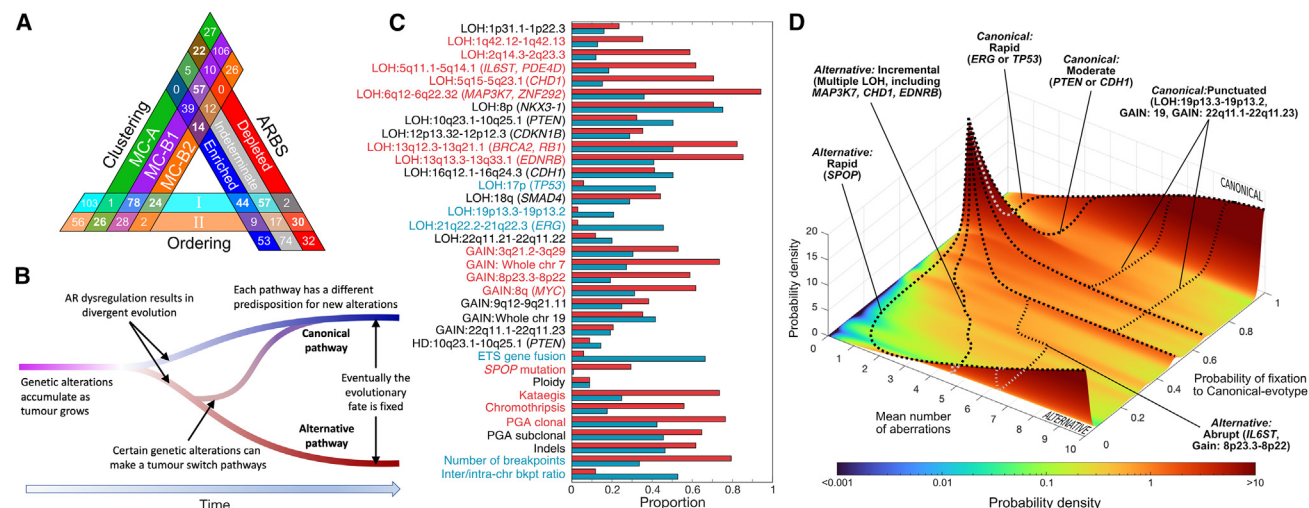 A
Clustering
ARBS
Ordering
MC-A
MC-B1
MC-B2
Depleted
Indeterminate
Enriched
I
II
27
22
106
5
10
26
0
57
0
39
12
14
103
1
78
24
44
57
2
56
26
28
2
9
17
30
53
74
32
B
AR dysregulation results in
divergent evolution
Each pathway has a different
predisposition for new alterations
Canonical
pathway
Genetic alterations
accumulate as
tumour grows
Eventually the
evolutionary
fate is fixed
Alternative
pathway
Certain genetic alterations can
make a tumour switch pathways
Time
C
0
0.2
0.4
0.6
0.8
1
LOH:1p31.1-1p22.3
LOH:1q42.12-1q42.13
LOH:2q14.3-2q23.3
LOH:5q11.1-5q14.1 (IL6ST, PDE4D)
LOH:5q15-5q23.1 (CHD1)
LOH:6q12-6q22.32 (MAP3K7, ZNF292)
LOH:8p (NKX3-1)
LOH:10q23.1-10q25.1 (PTEN)
LOH:12p13.32-12p12.3 (CDKN1B)
LOH:13q12.3-13q21.1 (BRCA2, RB1)
LOH:13q13.3-13q33.1 (EDNRB)
LOH:16q12.1-16q24.3 (CDH1)
LOH:17p (TP53)
LOH:18q (SMAD4)
LOH:19p13.3-19p13.2
LOH:21q22.2-21q22.3 (ERG)
LOH:22q11.21-22q11.22
GAIN:3q21.2-3q29
GAIN: Whole chr 7
GAIN:8p23.3-8p22
GAIN:8q (MYC)
GAIN:9q12-9q21.11
GAIN:Whole chr 19
GAIN:22q11.1-22q11.23
HD:10q23.1-10q25.1 (PTEN)
ETS gene fusion
SPOP mutation
Ploidy
Kataegis
Chromothripsis
PGA clonal
PGA subclonal
Indels
Number of breakpoints
Inter/intra-chr bkpt ratio
0
0.2
0.4
0.6
0.8
1
Proportion
D
Canonical:
Rapid
(ERG or TP53)
Canonical:
Moderate
(PTEN or CDH1)
Alternative: Incremental
(Multiple LOH, including
MAP3K7, CHD1, EDNRB)
Canonical:Punctuated
(LOH:19p13.3-19p13.2,
GAIN: 19, GAIN: 22q11.1-22q11.23)
Alternative:
Rapid
(SPOP)
CANONICAL
Probability density
20
15
10
5
0
0
1
2
3
4
5
6
7
8
9
10
Mean number
of aberrations
ALTERNATIVE
0
0.2
0.4
0.6
0.8
1
Probability of fixation
to Canonical-evotype
Alternative:
Abrupt (IL6ST,
Gain: 8p23.3-8p22)
<0.001
0.01
0.1
1
>10
Probability density